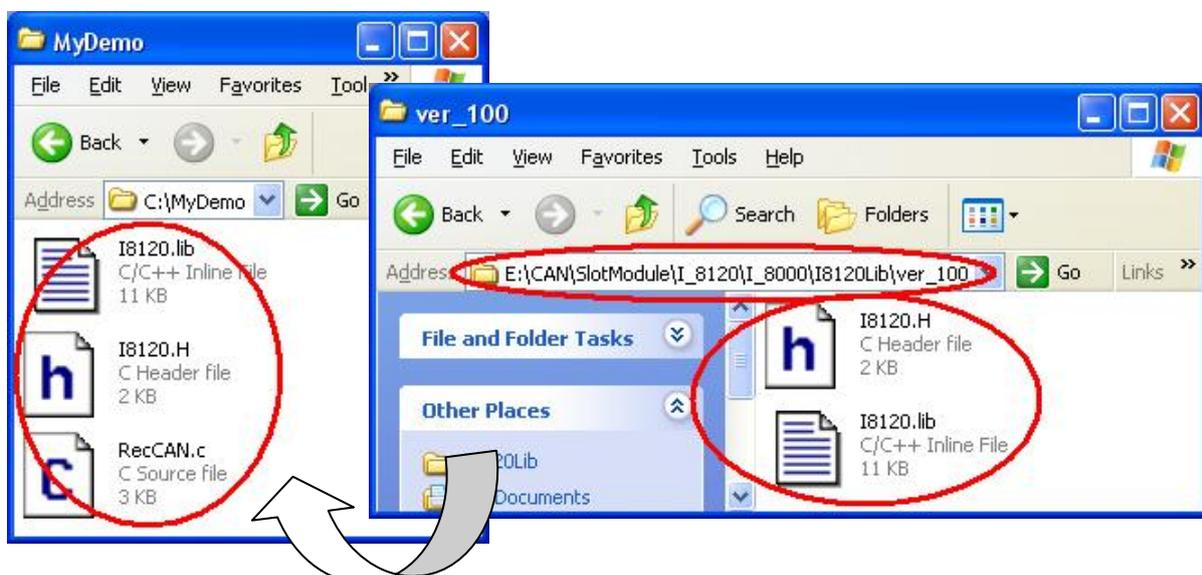 MyDemo
File Edit View Favorites Tool »
Back
Address C:\MyDemo Go
I8120.lib
C/C++ Inline File
11 KB
I8120.H
C Header file
2 KB
RecCAN.c
C Source file
3 KB
ver_100
File Edit View Favorites Tools Help
Back Search Folders
Address E:\CAN\SlotModule\I_8120\I_8000\I8120Lib\ver_100 Go Links »
File and Folder Tasks
Other Places
20Lib
Documents
I8120.H
C Header file
2 KB
I8120.lib
C/C++ Inline File
11 KB